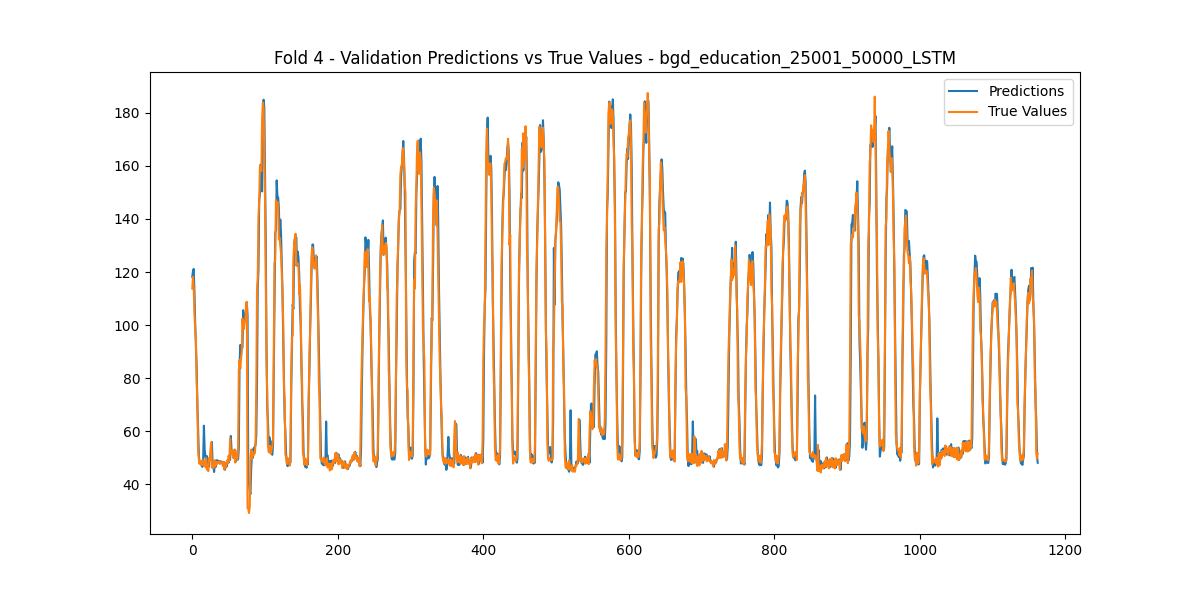 Fold 4 - Validation Predictions vs True Values - bgd_education_25001_50000_LSTM
Predictions
True Values
180
160
140
120
100
80
60
40
0 200 400 600 800 1000 1200